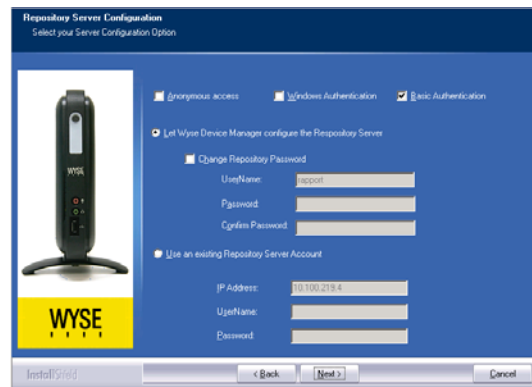 Repository Server Configuration
Select your Server Configuration Option
Anonymous access
Windows Authentication
Basic Authentication
Let Wyse Device Manager configure the Respository Server
Change Repository Password
UserName:
rapport
Password:
Confirm Password:
Use an existing Repository Server Account
IP Address:
10.100.219.4
UserName:
Password:
WYSE
WYSE
InstallShield
< Back
Next >
Cancel